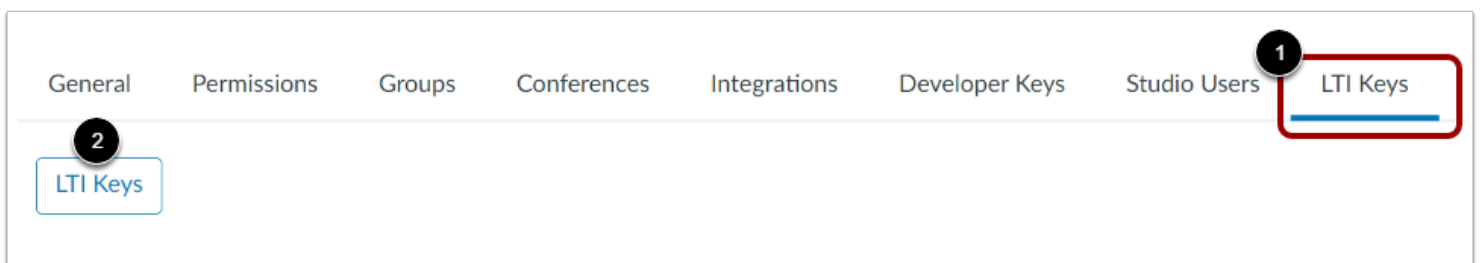 1
General Permissions Groups Conferences Integrations Developer Keys Studio Users LTI Keys
2
LTI Keys